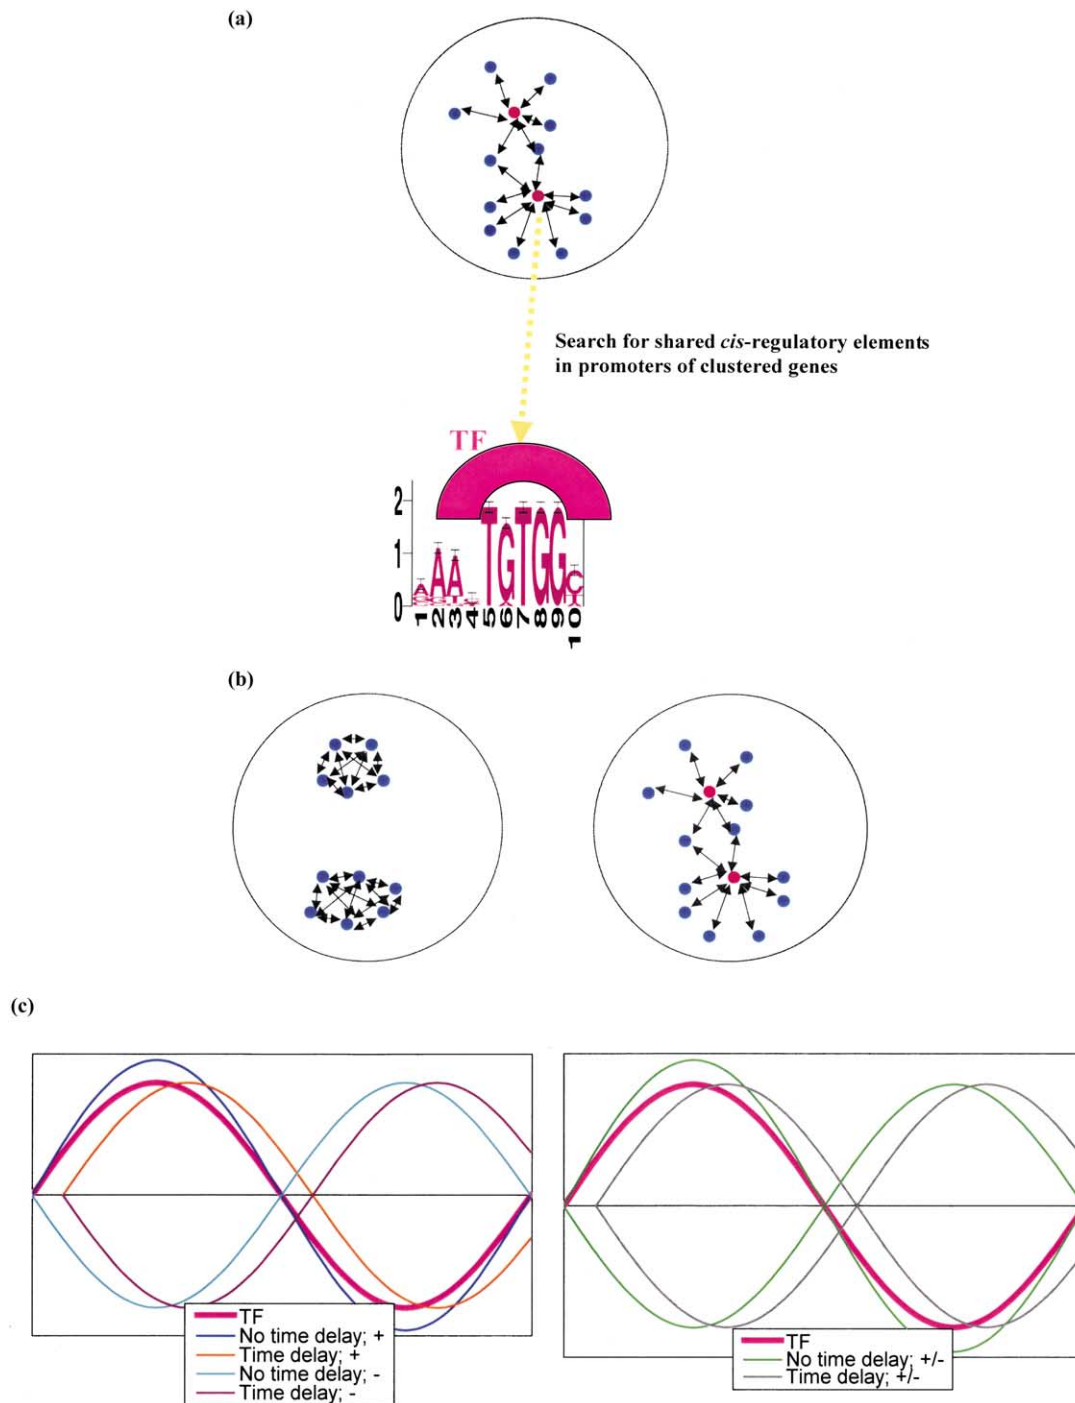 (a)
Search for shared cis-regulatory elements
in promoters of clustered genes
TF
2
1
0
AAA TGTGGC
1 2 3 4 5 6 7 8 9 10
(b)
(c)
TF
No time delay; +
Time delay; +
No time delay; -
Time delay; -
TF
No time delay; +/-
Time delay; +/-